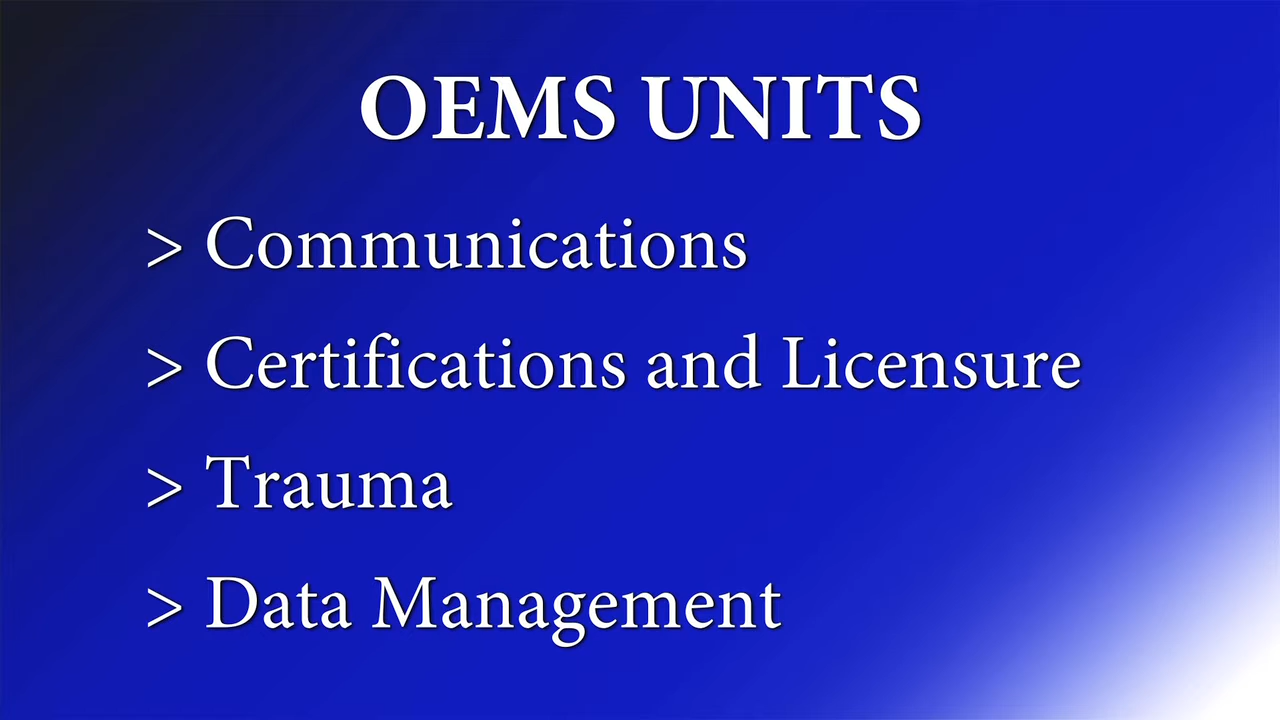 OEMS UNITS
> Communications
> Certifications and Licensure
> Trauma
> Data Management